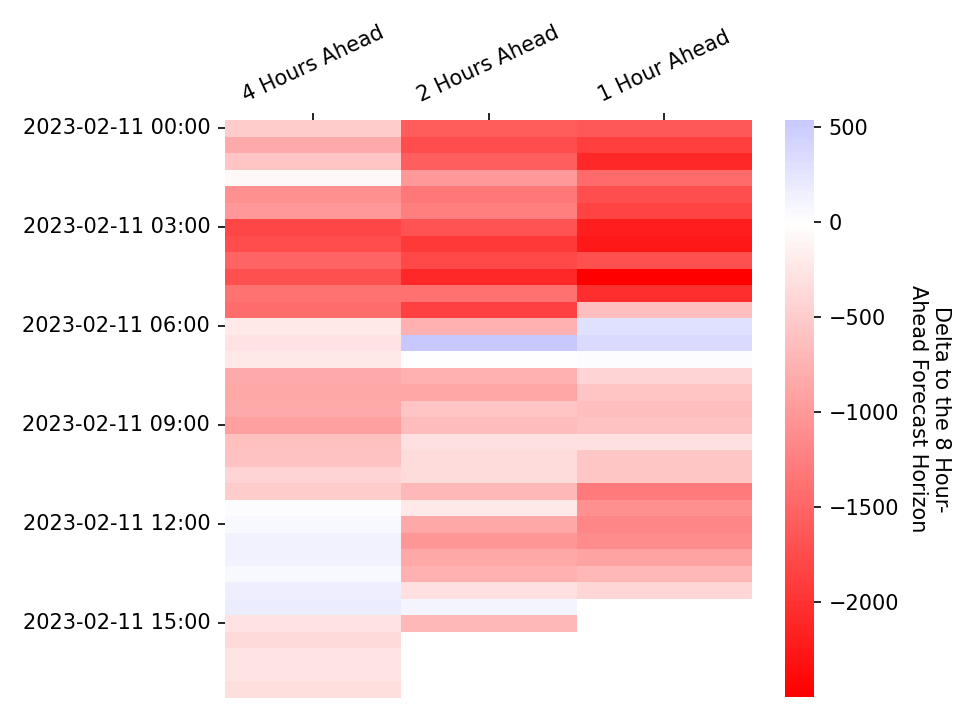 4 Hours Ahead
2 Hours Ahead
1 Hour Ahead
2023-02-11 00:00
2023-02-11 03:00
2023-02-11 06:00
2023-02-11 09:00
2023-02-11 12:00
2023-02-11 15:00
500
0
−500
−1000
−1500
−2000
Delta to the 8 Hour-
Ahead Forecast Horizon